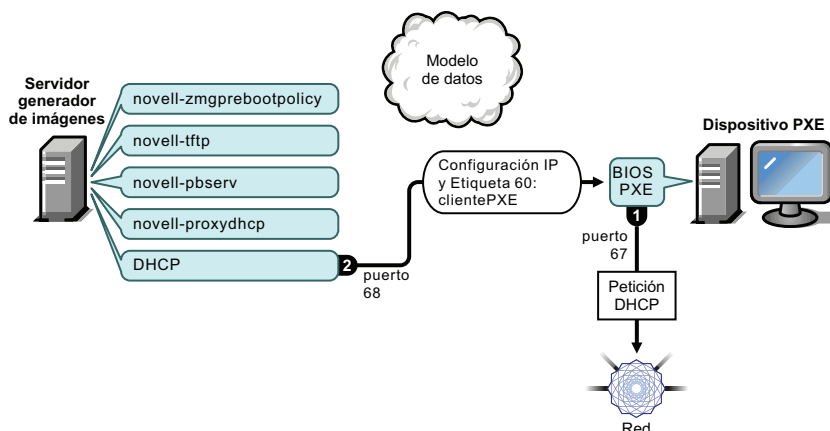 Modelo
de datos
Servidor
generador
de imágenes
novell-zmgprebootpolicy
novell-tftp
novell-pbserv
novell-proxydhcp
DHCP
2
puerto
68
Configuración IP
y Etiqueta 60:
clientePXE
BIOS
PXE
1
Dispositivo PXE
puerto
67
Petición
DHCP
Red